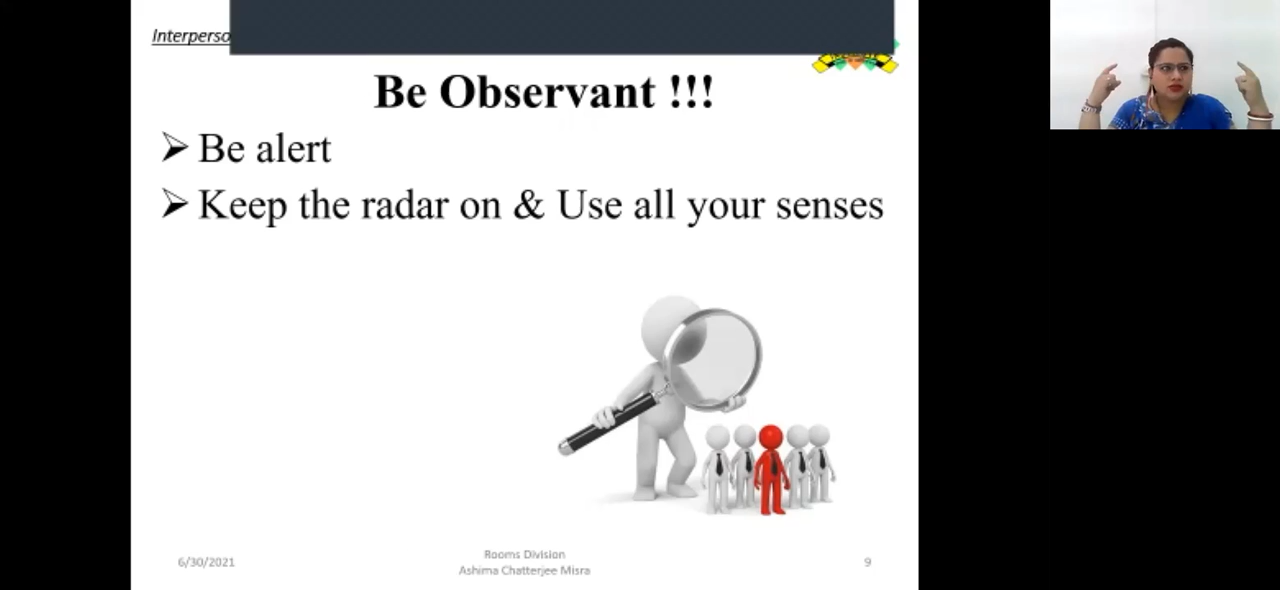 Interperso
Be Observant !!!
➢ Be alert
➢ Keep the radar on & Use all your senses
6/30/2021
Rooms Division
Ashima Chatterjee Misra
9